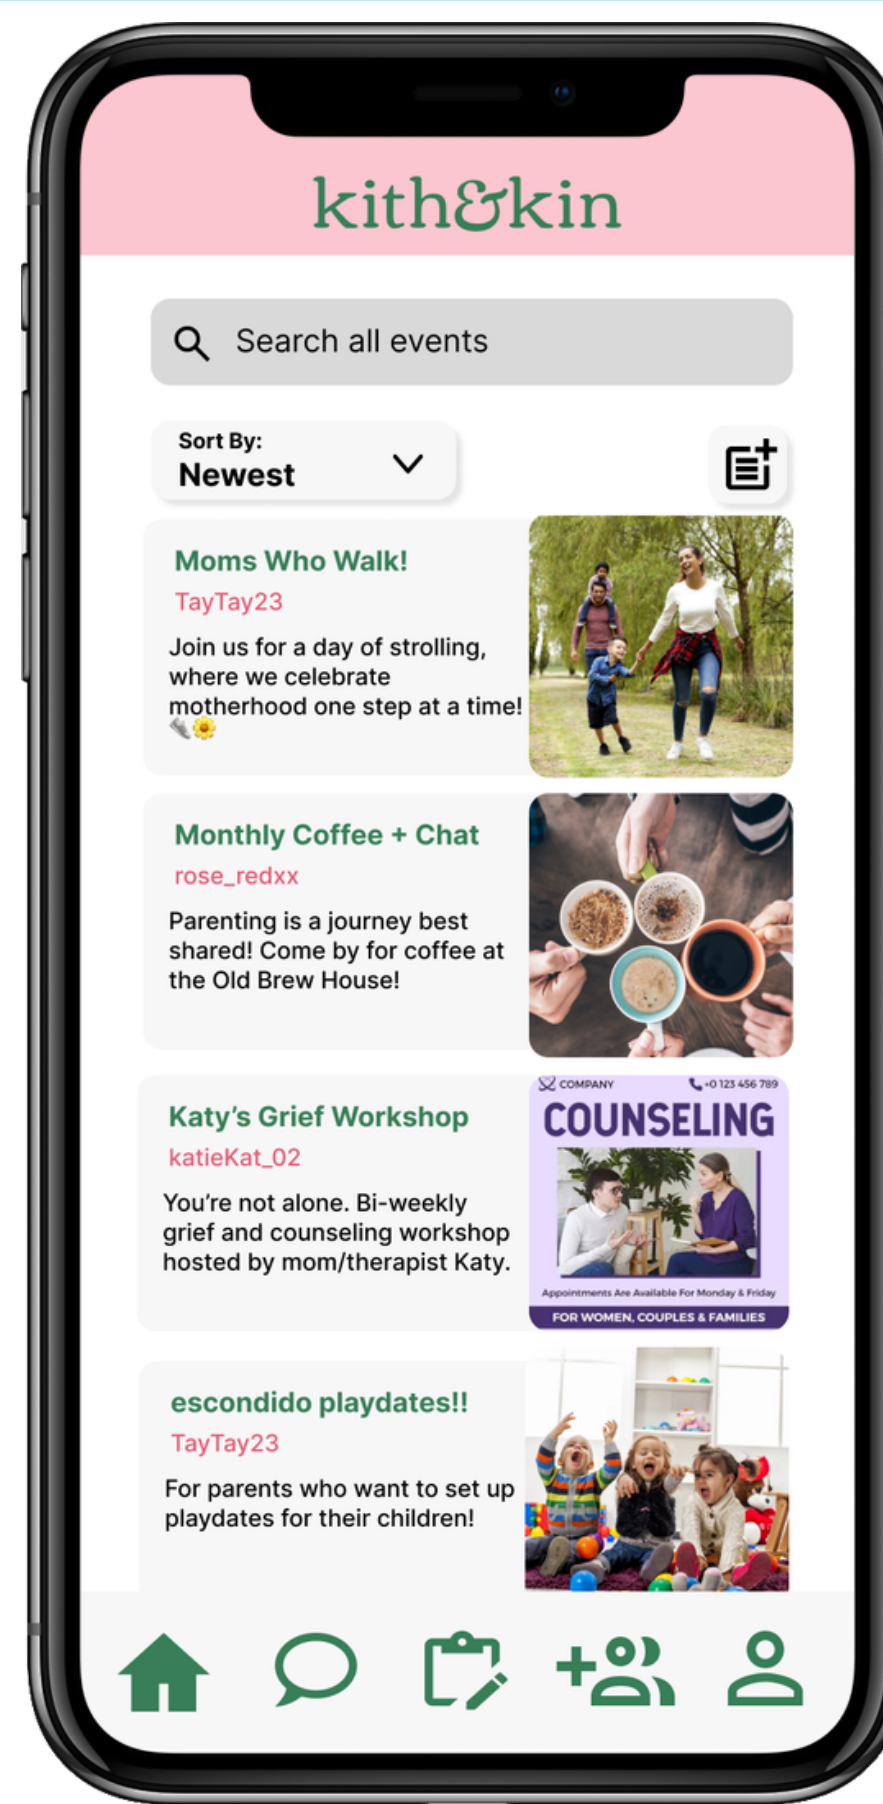 kith&kin
Search all events
Sort By:
Newest
Moms Who Walk!
TayTay23
Join us for a day of strolling,
where we celebrate
motherhood one step at a time!
👟🌼
Monthly Coffee + Chat
rose_redxx
Parenting is a journey best
shared! Come by for coffee at
the Old Brew House!
Katy’s Grief Workshop
katieKat_02
You’re not alone. Bi-weekly
grief and counseling workshop
hosted by mom/therapist Katy.
COMPANY +0 123 456 789
COUNSELING
Appointments Are Available For Monday & Friday
FOR WOMEN, COUPLES & FAMILIES
escondido playdates!!
TayTay23
For parents who want to set up
playdates for their children!